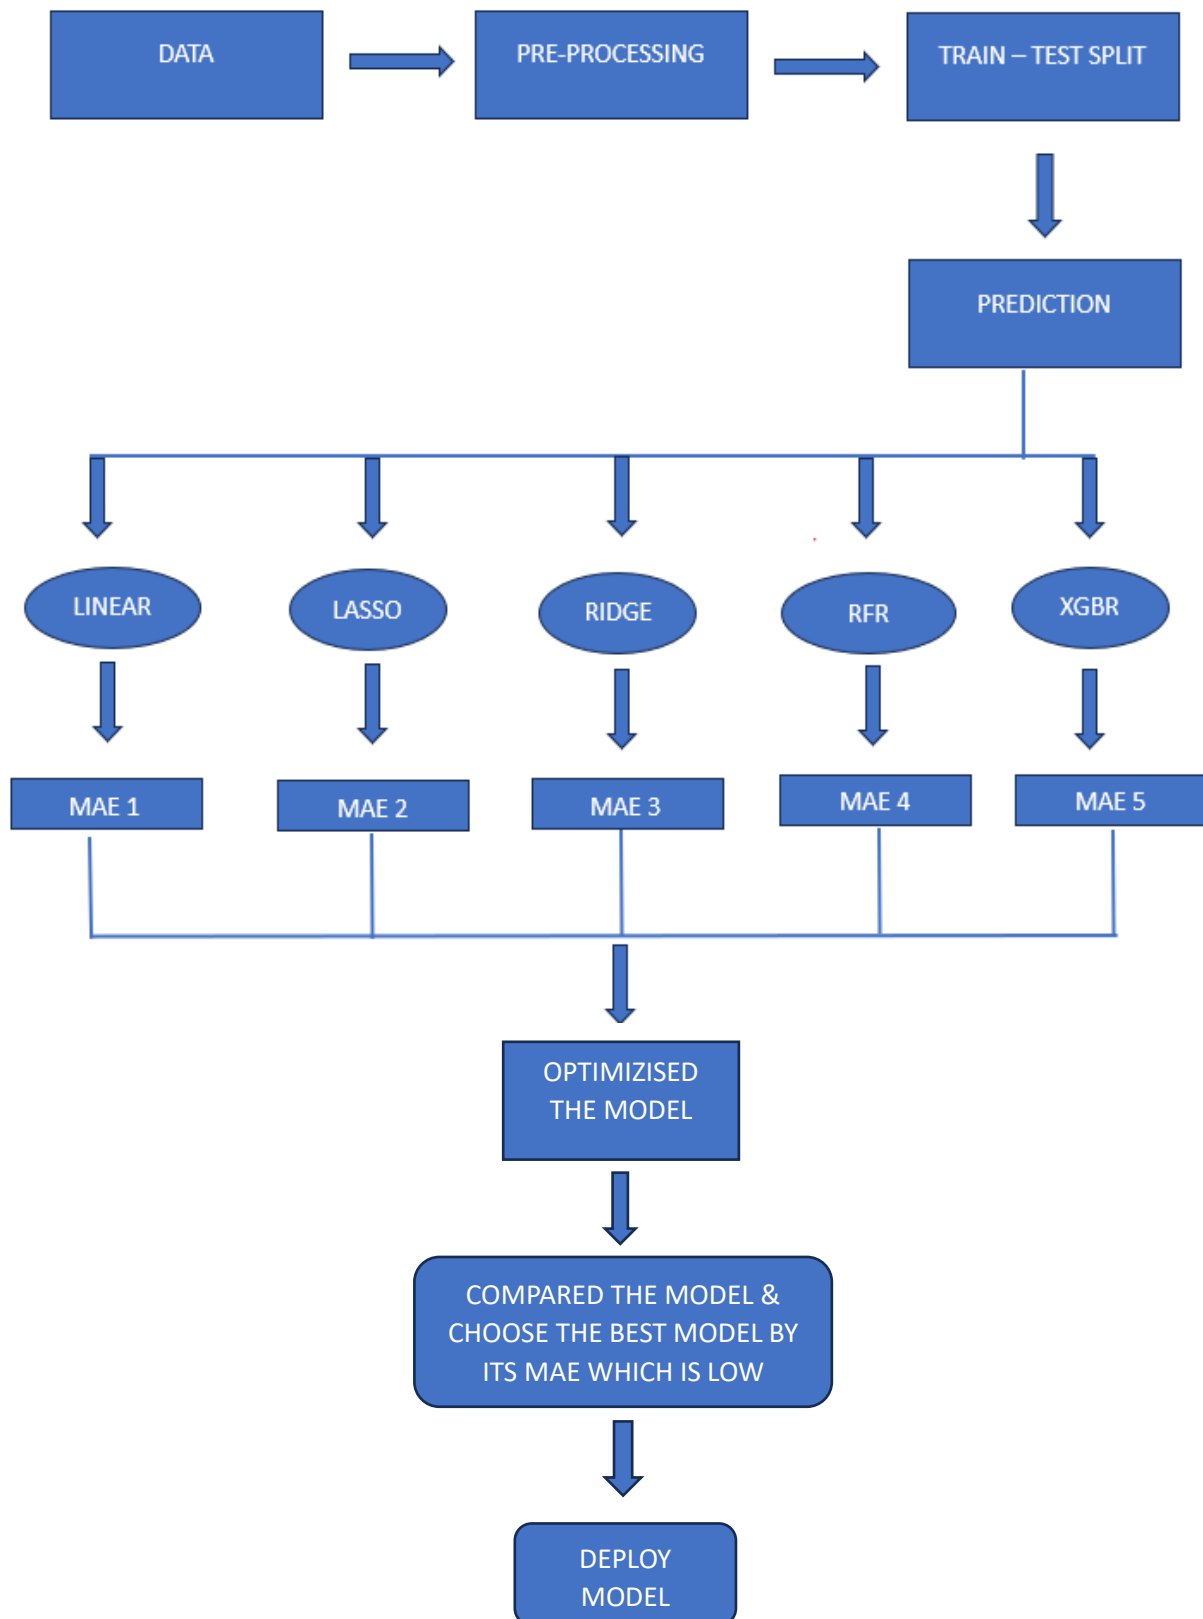 DATA
PRE-PROCESSING
TRAIN – TEST SPLIT
PREDICTION
LINEAR
LASSO
RIDGE
RFR
XGBR
MAE 1
MAE 2
MAE 3
MAE 4
MAE 5
OPTIMIZISED
THE MODEL
COMPARED THE MODEL &
CHOOSE THE BEST MODEL BY
ITS MAE WHICH IS LOW
DEPLOY
MODEL